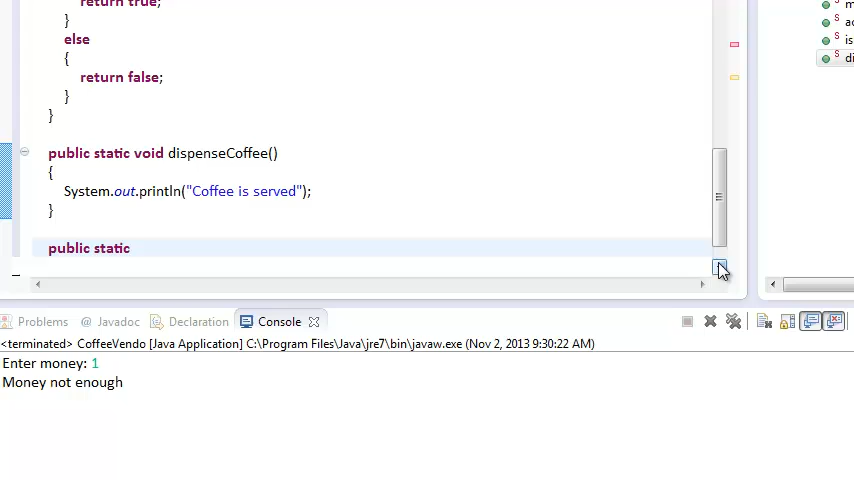 return true;
}
else
{
return false;
}
}
public static void dispenseCoffee()
{
System.out.println("Coffee is served");
}
public static
is
di
Problems @ Javadoc Declaration Console
<terminated> CoffeeVendo [Java Application] C:\Program Files\Java\jre7\bin\javaw.exe (Nov 2, 2013 9:30:22 AM)
Enter money: 1
Money not enough